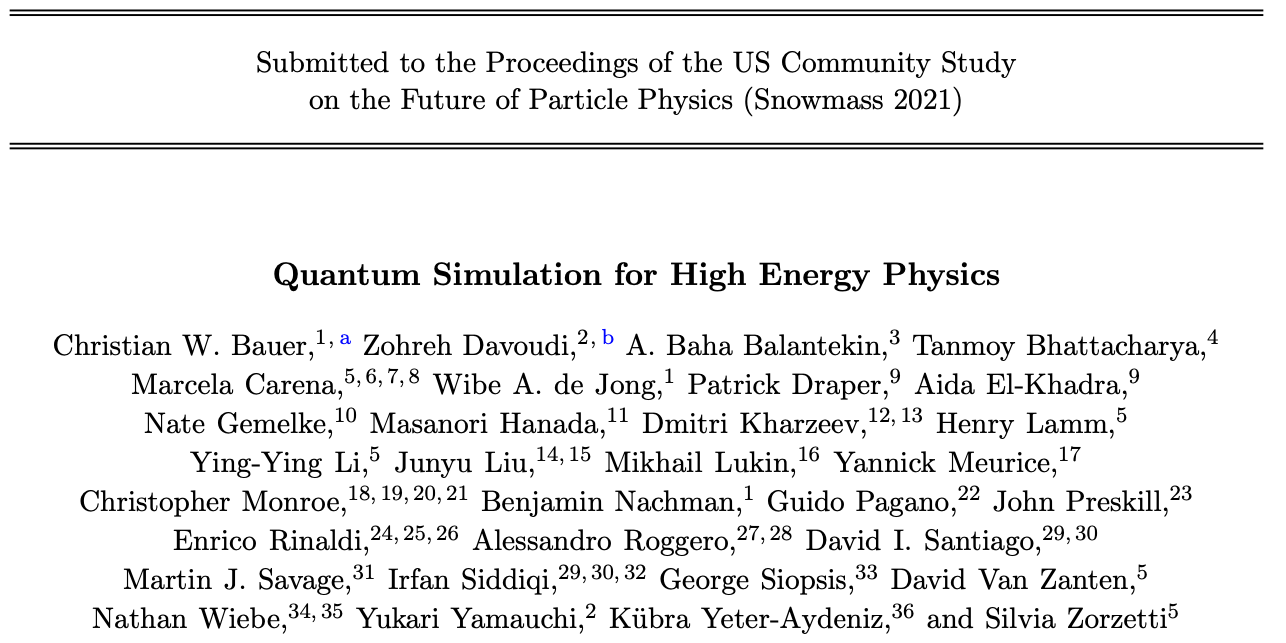 Submitted to the Proceedings of the US Community Study
on the Future of Particle Physics (Snowmass 2021)
Quantum Simulation for High Energy Physics
Christian W. Bauer,1, a Zohreh Davoudi,2, b A. Baha Balantekin,3 Tanmoy Bhattacharya,4
Marcela Carena,5, 6, 7, 8 Wibe A. de Jong,1 Patrick Draper,9 Aida El-Khadra,9
Nate Gemelke,10 Masanori Hanada,11 Dmitri Kharzeev,12, 13 Henry Lamm,5
Ying-Ying Li,5 Junyu Liu,14, 15 Mikhail Lukin,16 Yannick Meurice,17
Christopher Monroe,18, 19, 20, 21 Benjamin Nachman,1 Guido Pagano,22 John Preskill,23
Enrico Rinaldi,24, 25, 26 Alessandro Roggero,27, 28 David I. Santiago,29, 30
Martin J. Savage,31 Irfan Siddiqi,29, 30, 32 George Siopsis,33 David Van Zanten,5
Nathan Wiebe,34, 35 Yukari Yamauchi,2 Kübra Yeter-Aydeniz,36 and Silvia Zorzetti5